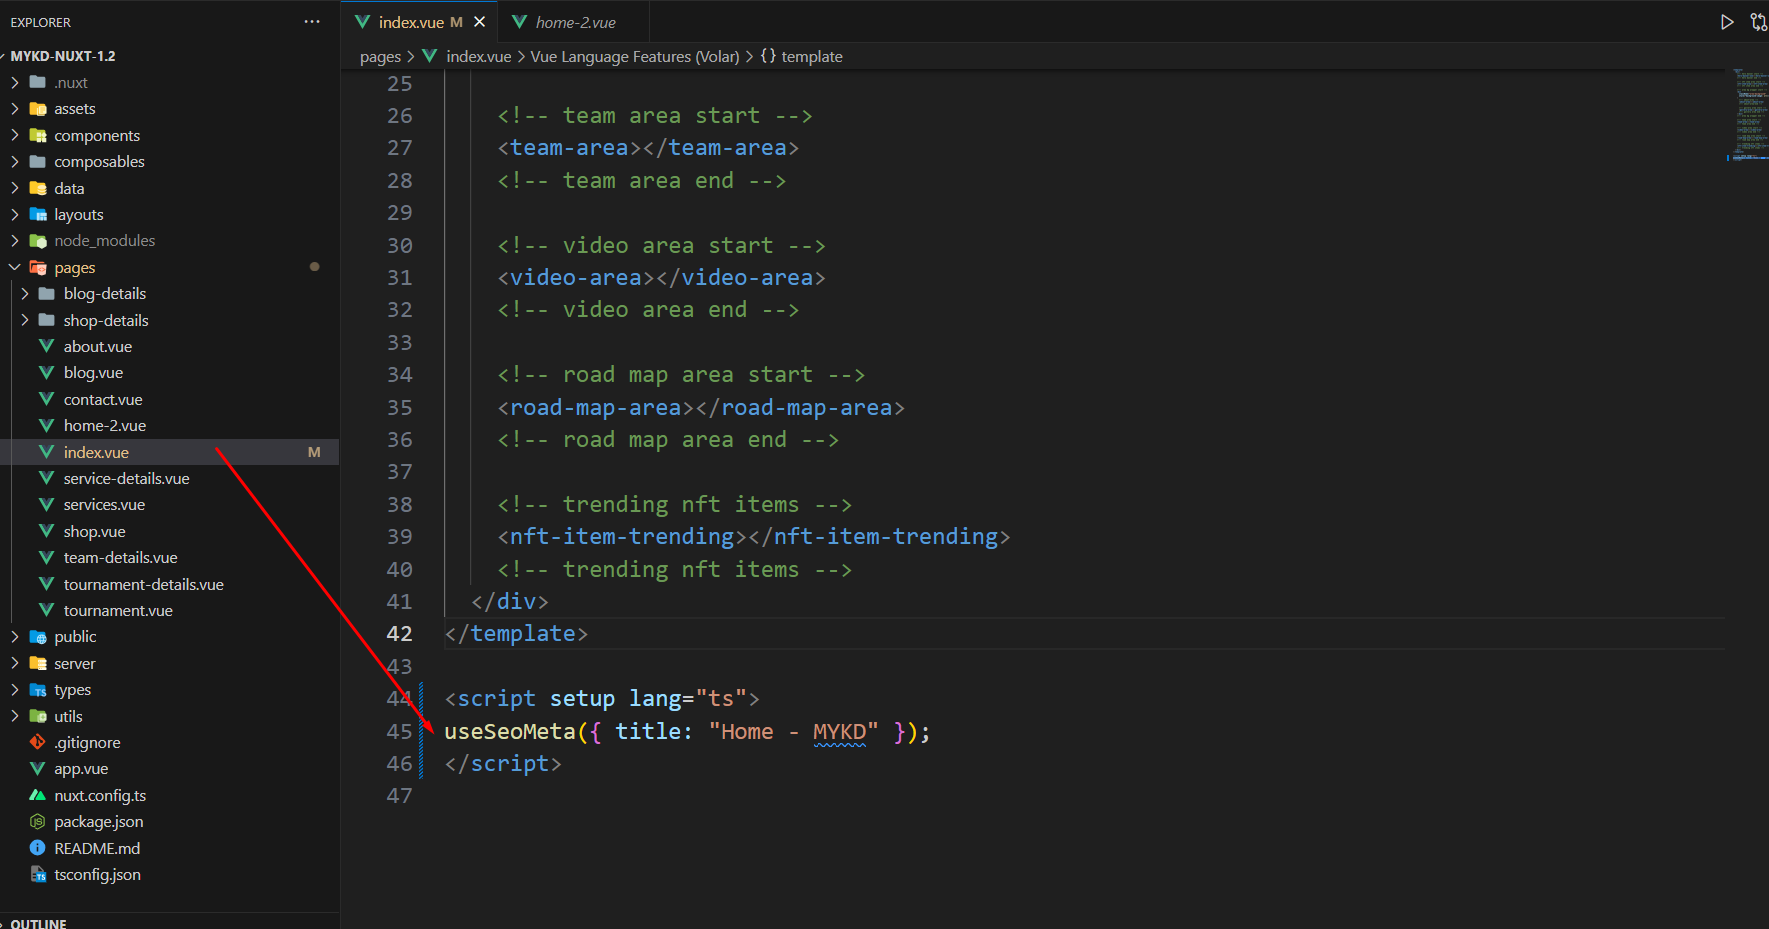 EXPLORER
MYKD-NUXT-1.2
.nuxt
assets
components
composables
data
layouts
node_modules
pages
blog-details
shop-details
about.vue
blog.vue
contact.vue
home-2.vue
index.vue M
service-details.vue
services.vue
shop.vue
team-details.vue
tournament-details.vue
tournament.vue
public
server
types
utils
.gitignore
app.vue
nuxt.config.ts
package.json
README.md
tsconfig.json
OUTLINE
index.vue M
home-2.vue
pages > index.vue > Vue Language Features (Volar) > {} template
25
26 <!-- team area start -->
27 <team-area></team-area>
28 <!-- team area end -->
29
30 <!-- video area start -->
31 <video-area></video-area>
32 <!-- video area end -->
33
34 <!-- road map area start -->
35 <road-map-area></road-map-area>
36 <!-- road map area end -->
37
38 <!-- trending nft items -->
39 <nft-item-trending></nft-item-trending>
40 <!-- trending nft items -->
41 </div>
42 </template>
43
44 <script setup lang="ts">
45 useSeoMeta({ title: "Home - MYKD" });
46 </script>
47